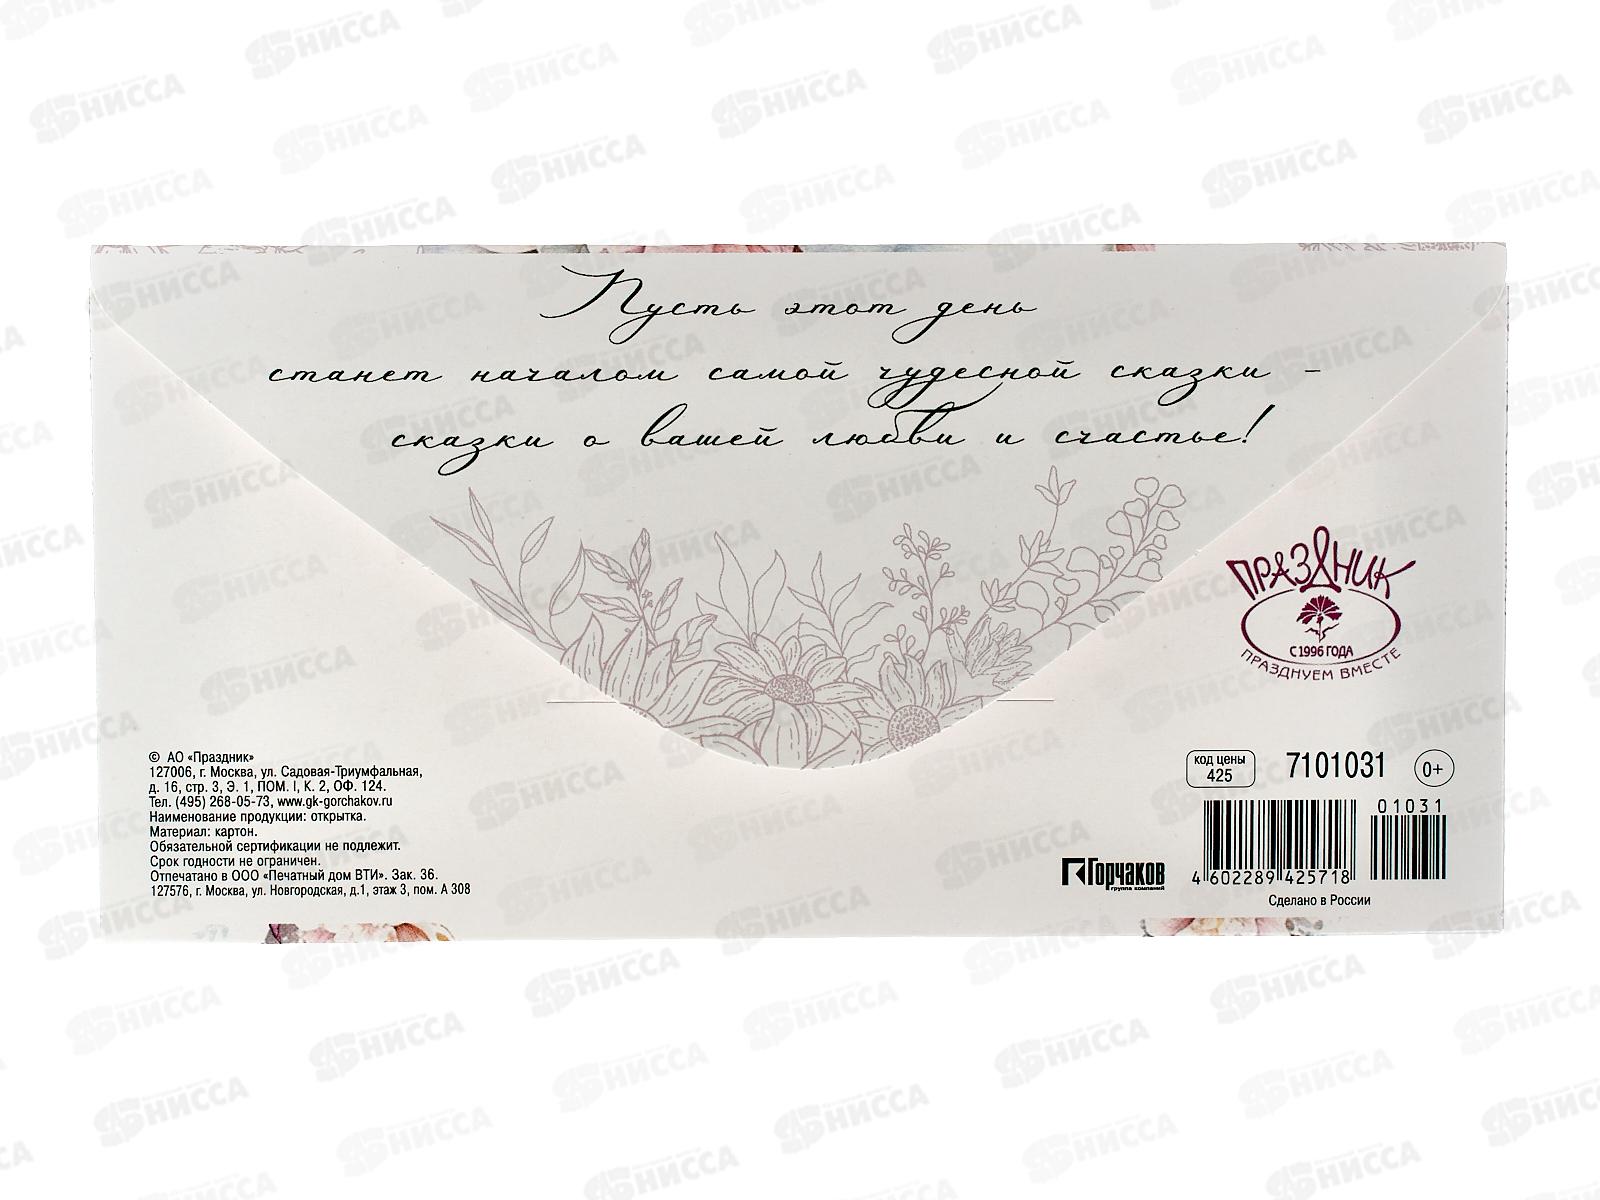 Пусть этот день
станет началом самой чудесной сказки -
сказки о вашей любви и счастье!
ПРАЗДНИК
С 1996 ГОДА
ПРАЗДНУЕМ ВМЕСТЕ
© АО «Праздник»
127006, г. Москва, ул. Садовая-Триумфальная,
д. 16, стр. 3, Э. 1, ПОМ. I, К. 2, ОФ. 124.
Тел. (495) 268-05-73, www.gk-gorchakov.ru
Наименование продукции: открытка.
Материал: картон.
Обязательной сертификации не подлежит.
Срок годности не ограничен.
Отпечатано в ООО «Печатный дом ВТИ». Зак. 36.
127576, г. Москва, ул. Новгородская, д.1, этаж 3, пом. А 308
код цены
425
7101031
0+
01031
Горчаков
группа компаний
4 602289 425718
Сделано в России
АБНИССА